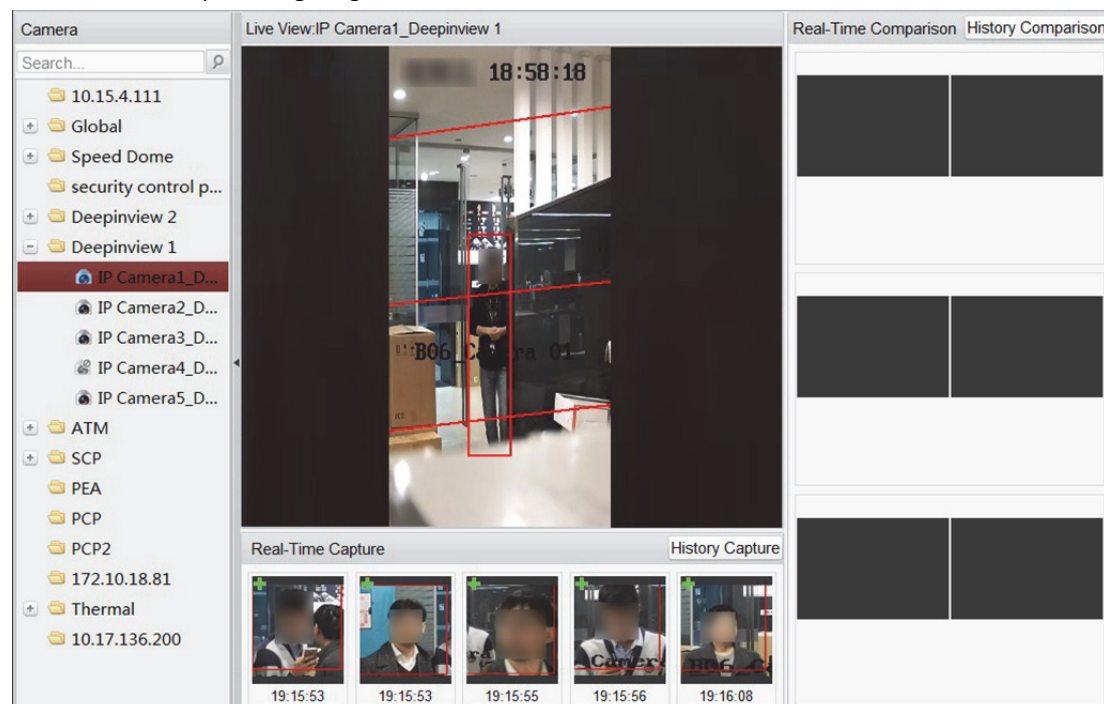 Camera
Search...
10.15.4.111
Global
Speed Dome
security control p...
Deepinview 2
Deepinview 1
IP Camera1_D...
IP Camera2_D...
IP Camera3_D...
IP Camera4_D...
IP Camera5_D...
ATM
SCP
PEA
PCP
PCP2
172.10.18.81
Thermal
10.17.136.200
Live View:IP Camera1_Deepinview 1
18:58:18
B06_Camera 01
Real-Time Capture
History Capture
Camera
B06_C
19:15:53
19:15:53
19:15:55
19:15:56
19:16:08
Real-Time Comparison
History Comparison